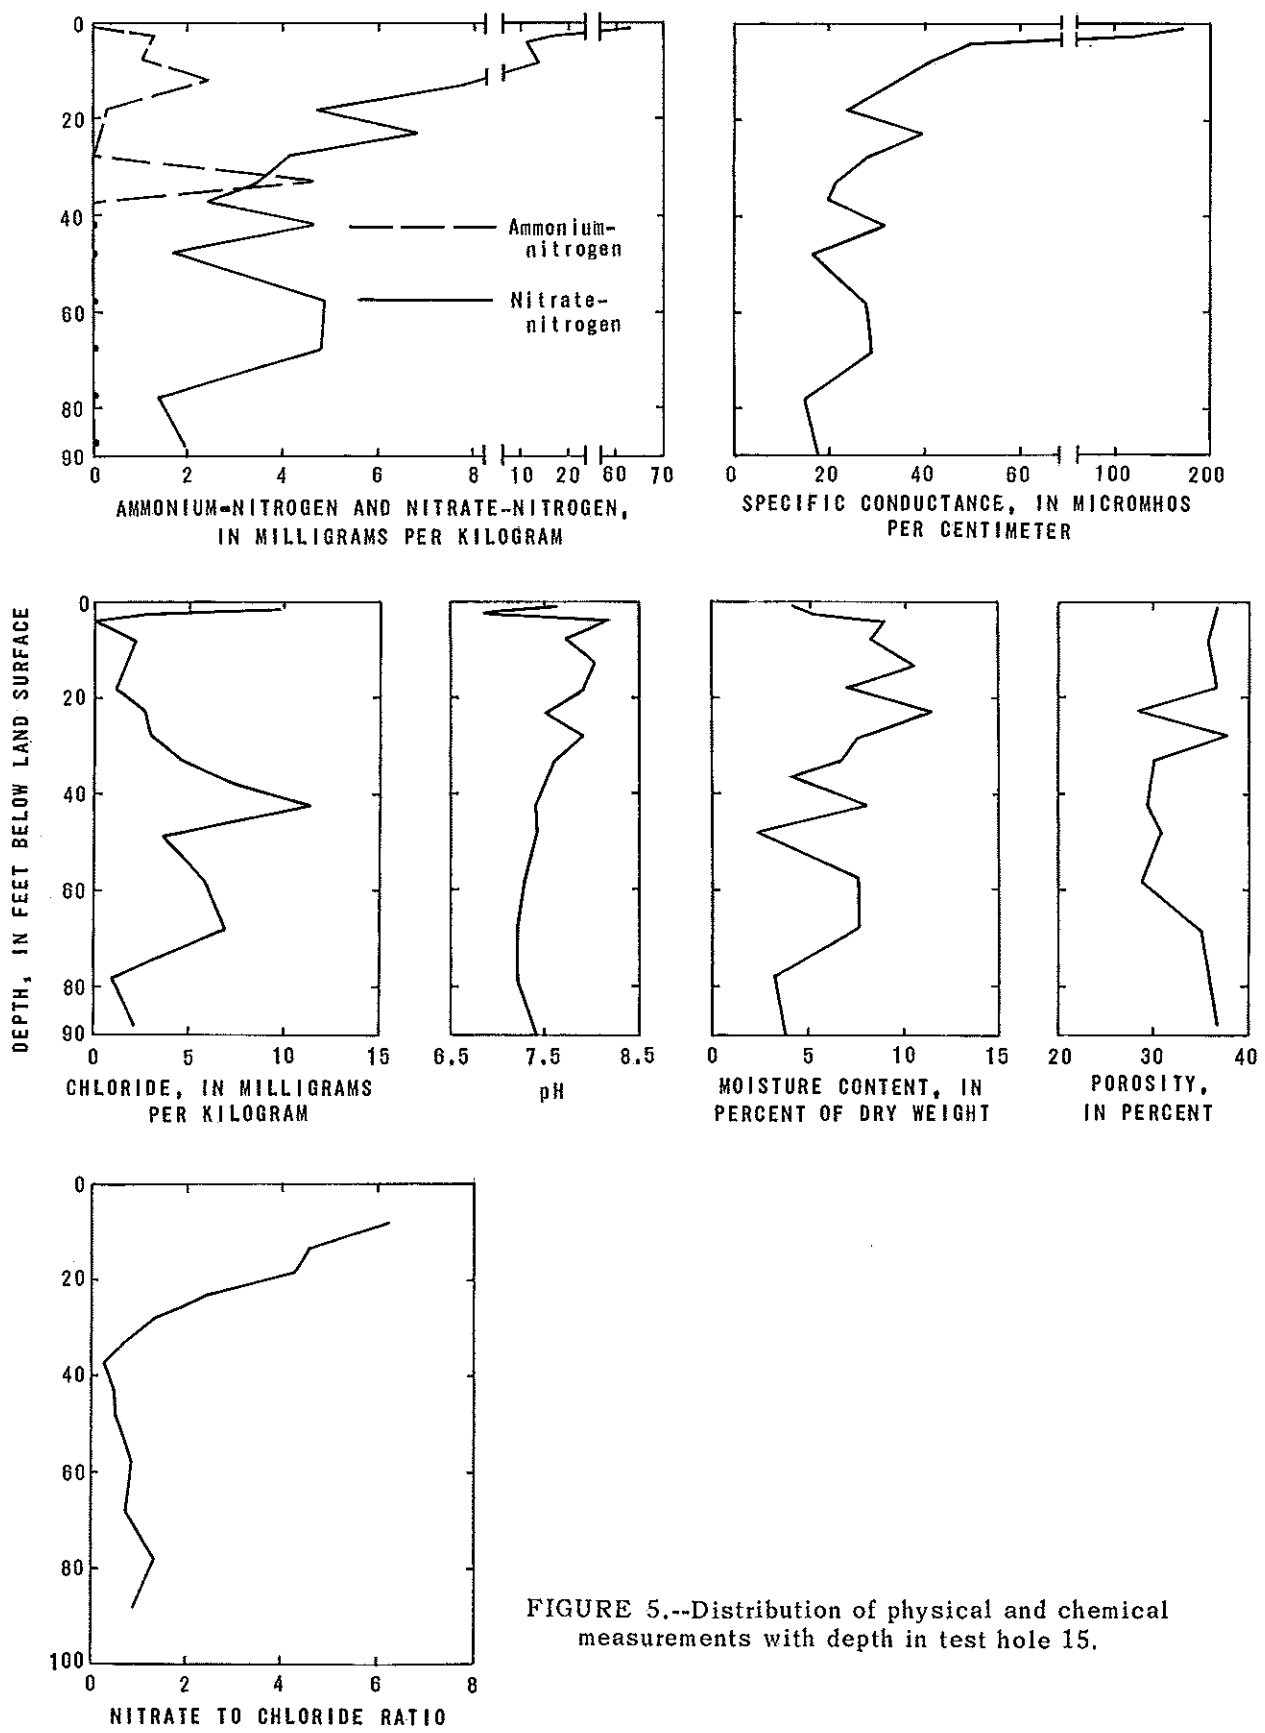 0
20
40
60
80
90
0 2 4 6 8 10 20 60 70
Ammonium-
nitrogen
Nitrate-
nitrogen
AMMONIUM-NITROGEN AND NITRATE-NITROGEN,
IN MILLIGRAMS PER KILOGRAM
0 20 40 60 100 200
SPECIFIC CONDUCTANCE, IN MICROMHOS
PER CENTIMETER
DEPTH, IN FEET BELOW LAND SURFACE
0
20
40
60
80
90
0 5 10 15
CHLORIDE, IN MILLIGRAMS
PER KILOGRAM
6.5 7.5 8.5
pH
0 5 10 15
MOISTURE CONTENT, IN
PERCENT OF DRY WEIGHT
20 30 40
POROSITY,
IN PERCENT
0
20
40
60
80
100
0 2 4 6 8
NITRATE TO CHLORIDE RATIO
FIGURE 5.--Distribution of physical and chemical
measurements with depth in test hole 15.